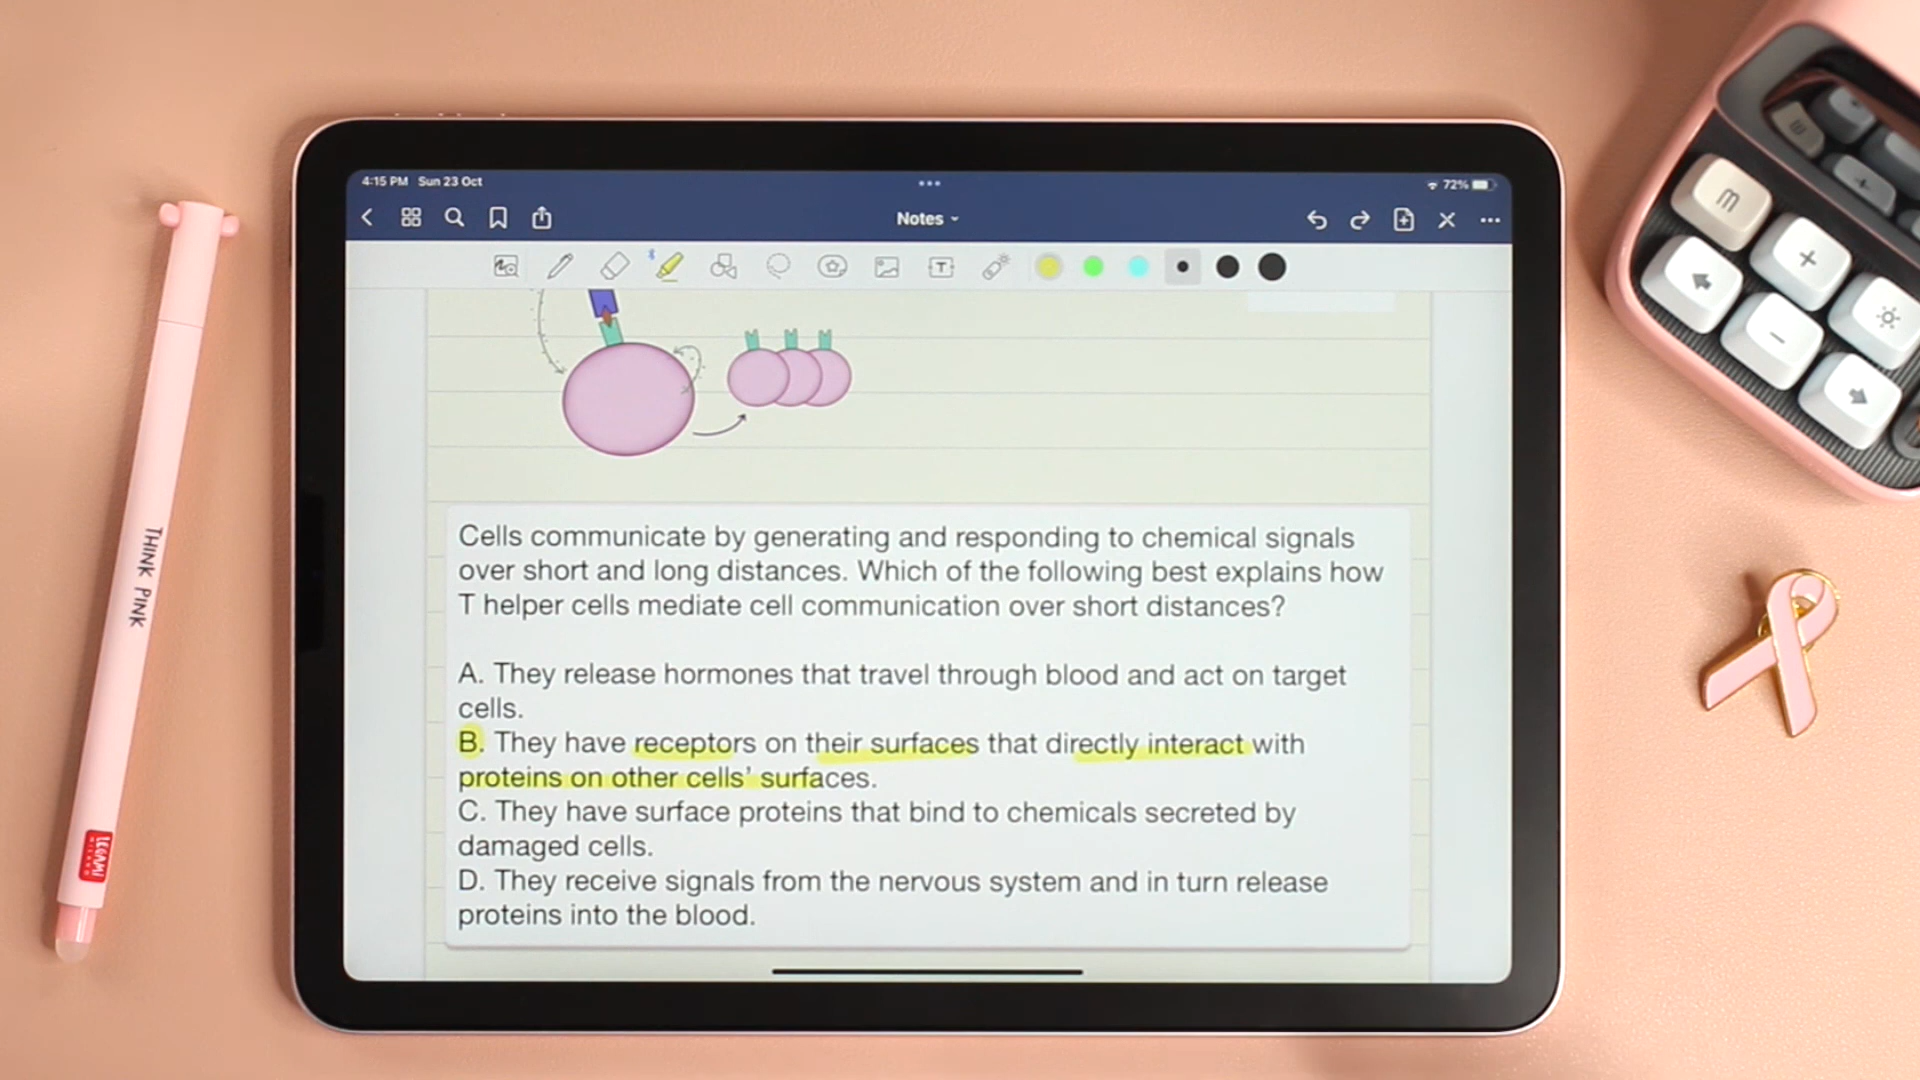 4:15 PM Sun 23 Oct
72%
Notes
T
Cells communicate by generating and responding to chemical signals
over short and long distances. Which of the following best explains how
T helper cells mediate cell communication over short distances?
A. They release hormones that travel through blood and act on target
cells.
B. They have receptors on their surfaces that directly interact with
proteins on other cells’ surfaces.
C. They have surface proteins that bind to chemicals secreted by
damaged cells.
D. They receive signals from the nervous system and in turn release
proteins into the blood.
THINK PINK
LEGAMI
MILANO
m
+
-